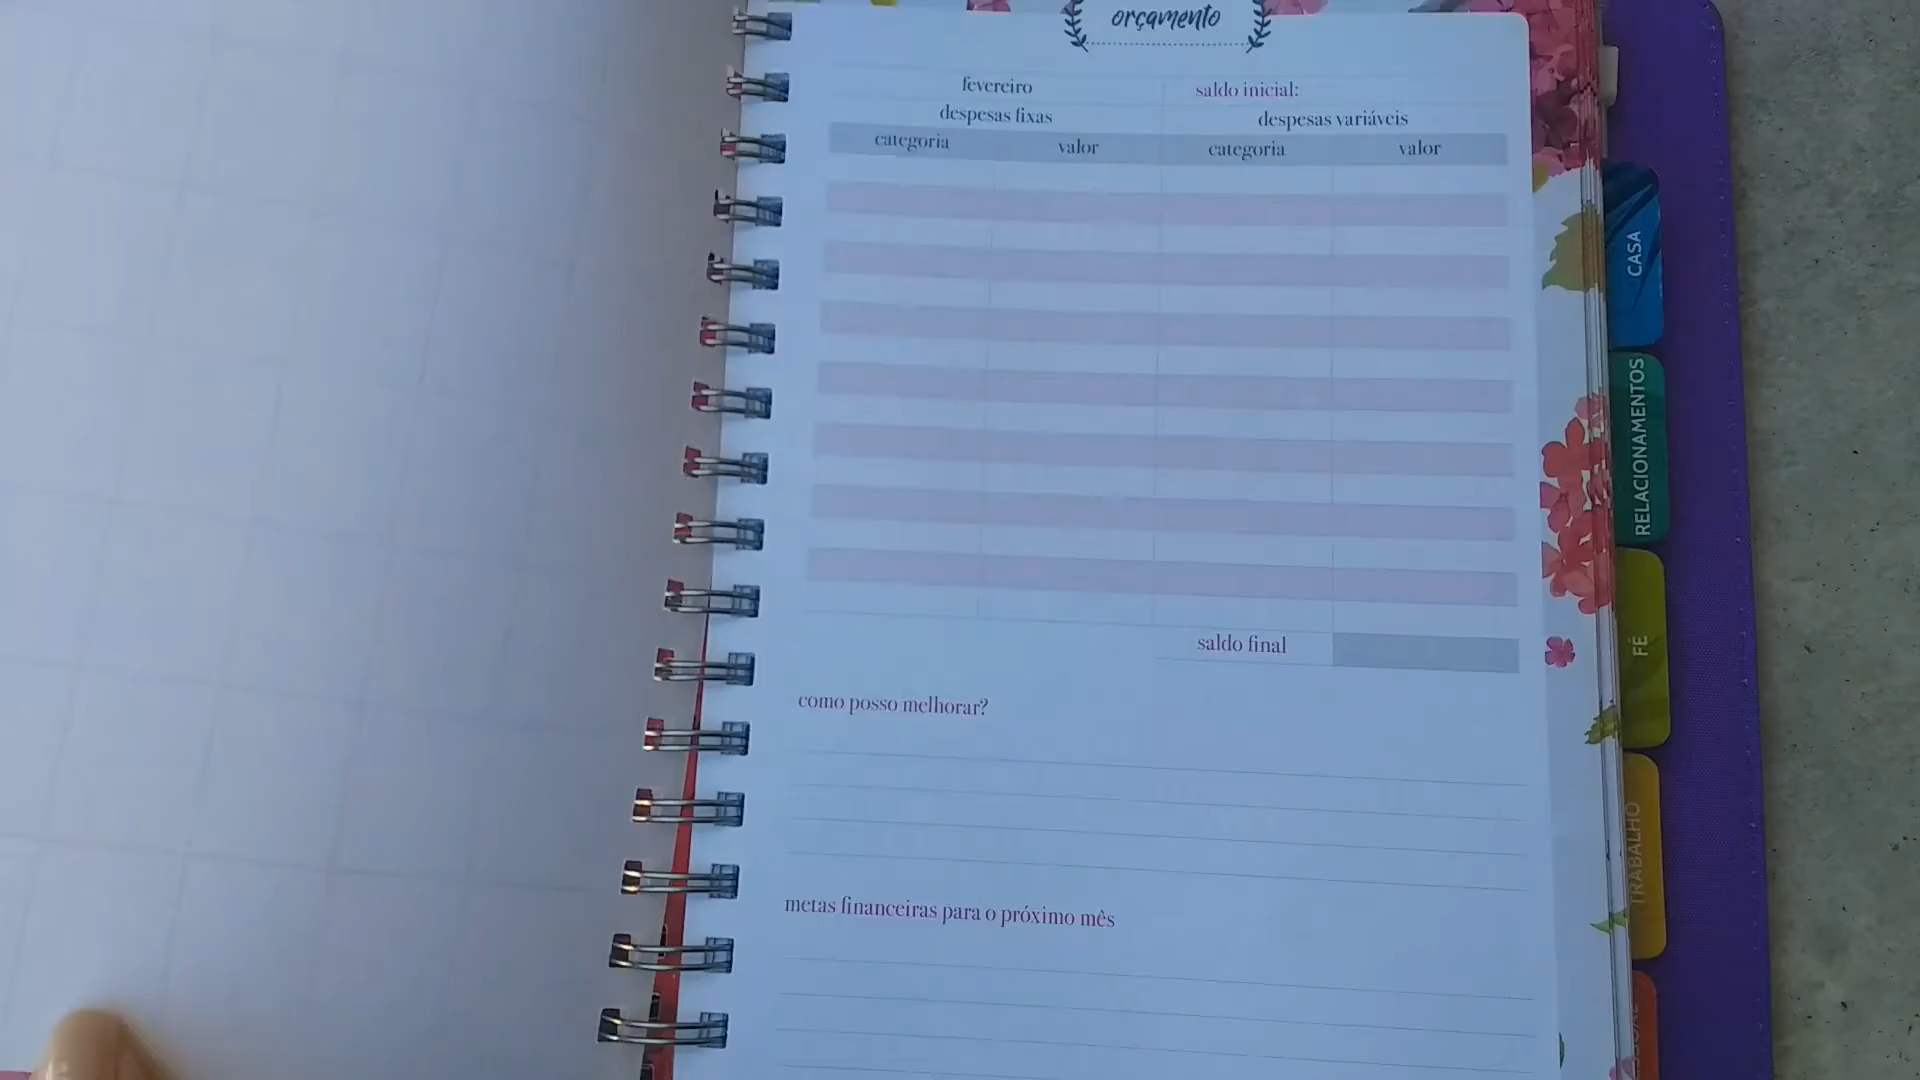 orçamento
fevereiro
saldo inicial:
despesas fixas
despesas variáveis
categoria valor categoria valor
saldo final
como posso melhorar?
metas financeiras para o próximo mês
CASA
RELACIONAMENTOS
FÉ
TRABALHO